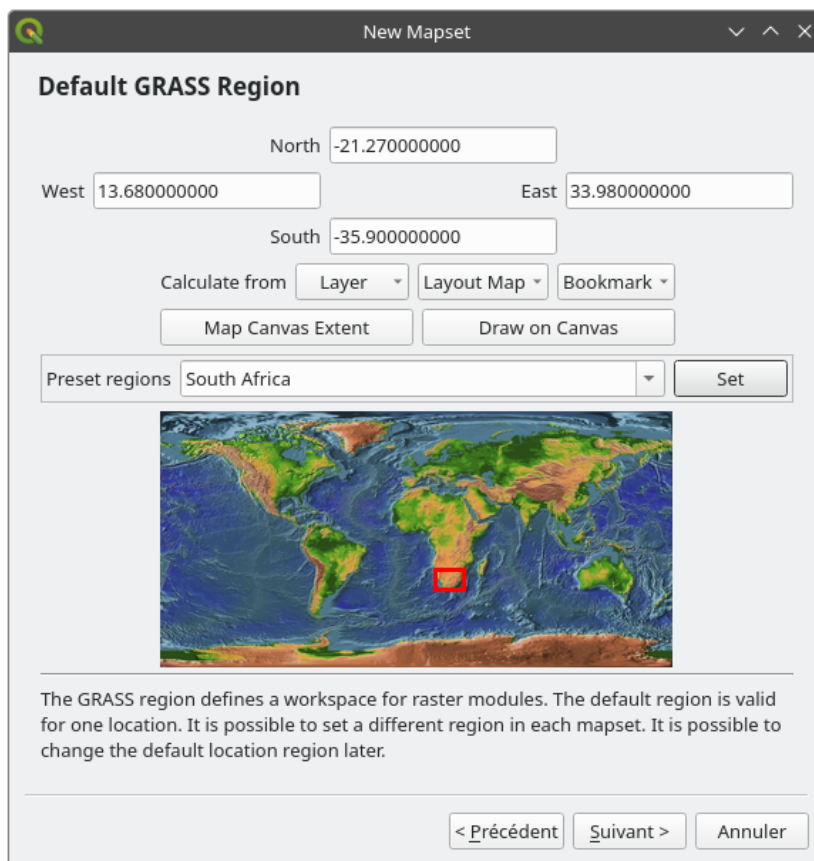 New Mapset
Default GRASS Region
North -21.270000000
West 13.680000000 East 33.980000000
South -35.900000000
Calculate from Layer Layout Map Bookmark
Map Canvas Extent Draw on Canvas
Preset regions South Africa Set
The GRASS region defines a workspace for raster modules. The default region is valid
for one location. It is possible to set a different region in each mapset. It is possible to
change the default location region later.
< Précédent Suivant > Annuler